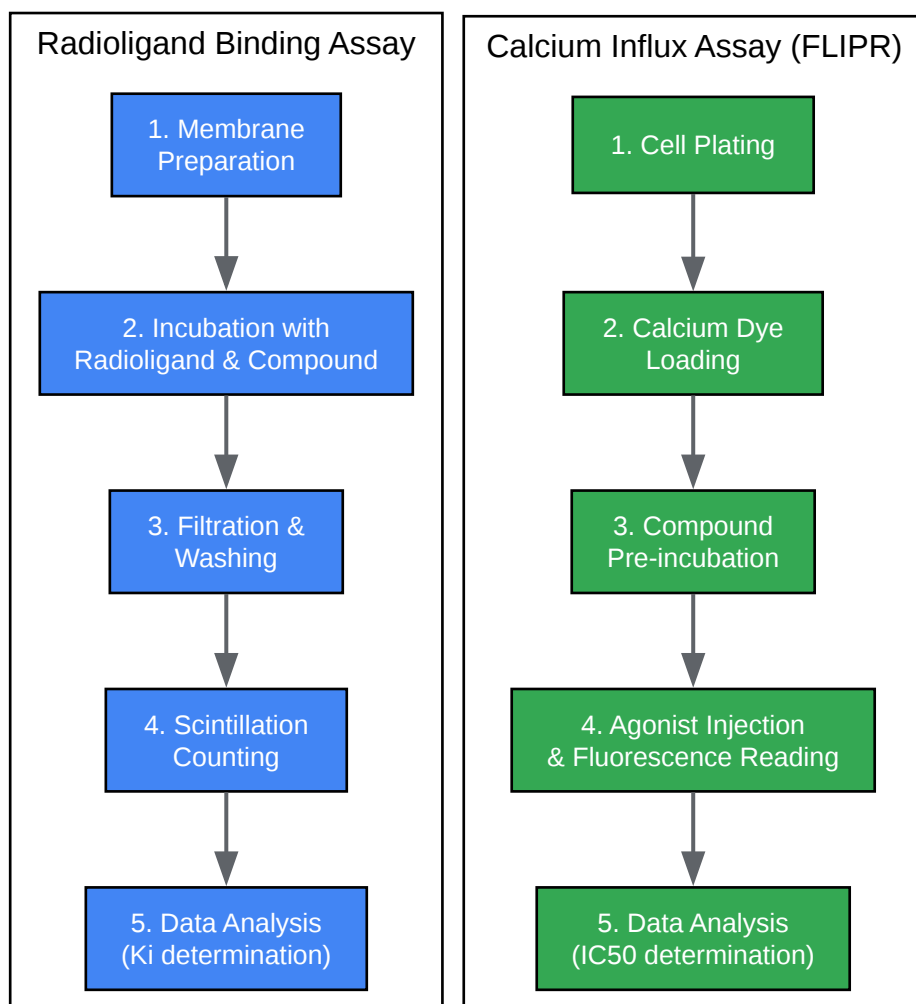 Radioligand Binding Assay
1. Membrane
Preparation
2. Incubation with
Radioligand & Compound
3. Filtration &
Washing
4. Scintillation
Counting
5. Data Analysis
(Ki determination)
Calcium Influx Assay (FLIPR)
1. Cell Plating
2. Calcium Dye
Loading
3. Compound
Pre-incubation
4. Agonist Injection
& Fluorescence Reading
5. Data Analysis
(IC50 determination)